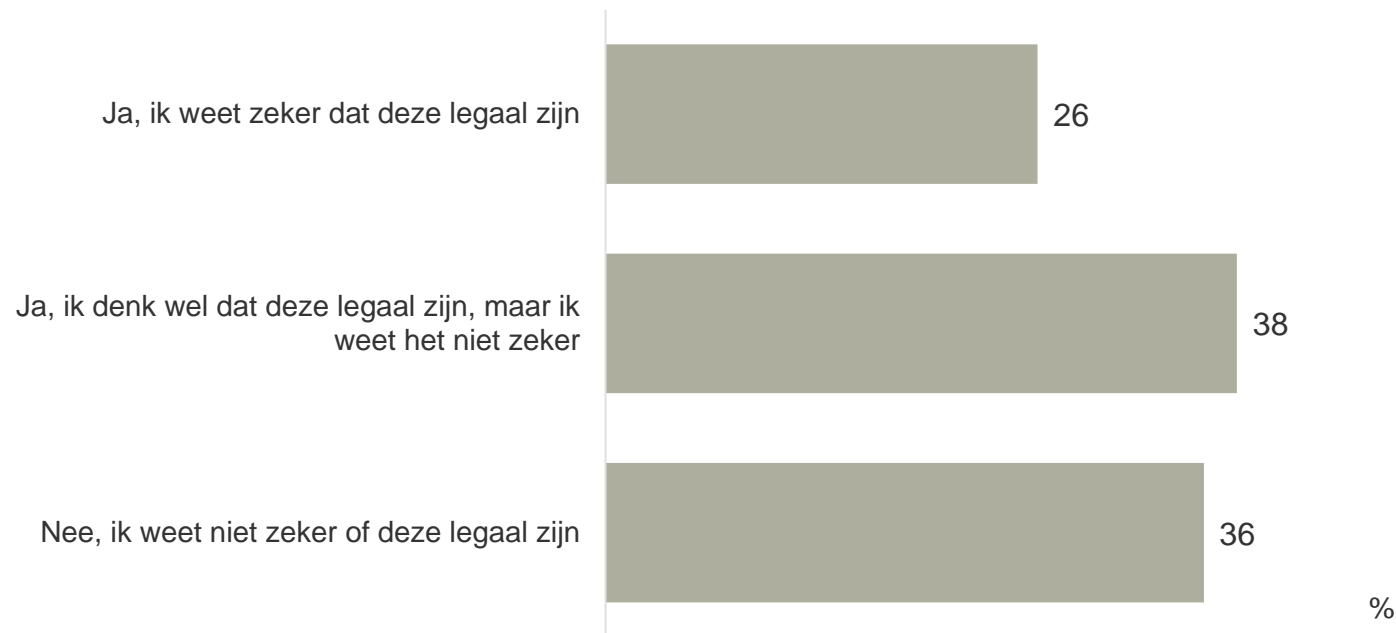 Ja, ik weet zeker dat deze legaal zijn
26
Ja, ik denk wel dat deze legaal zijn, maar ik
weet het niet zeker
38
Nee, ik weet niet zeker of deze legaal zijn
36
%